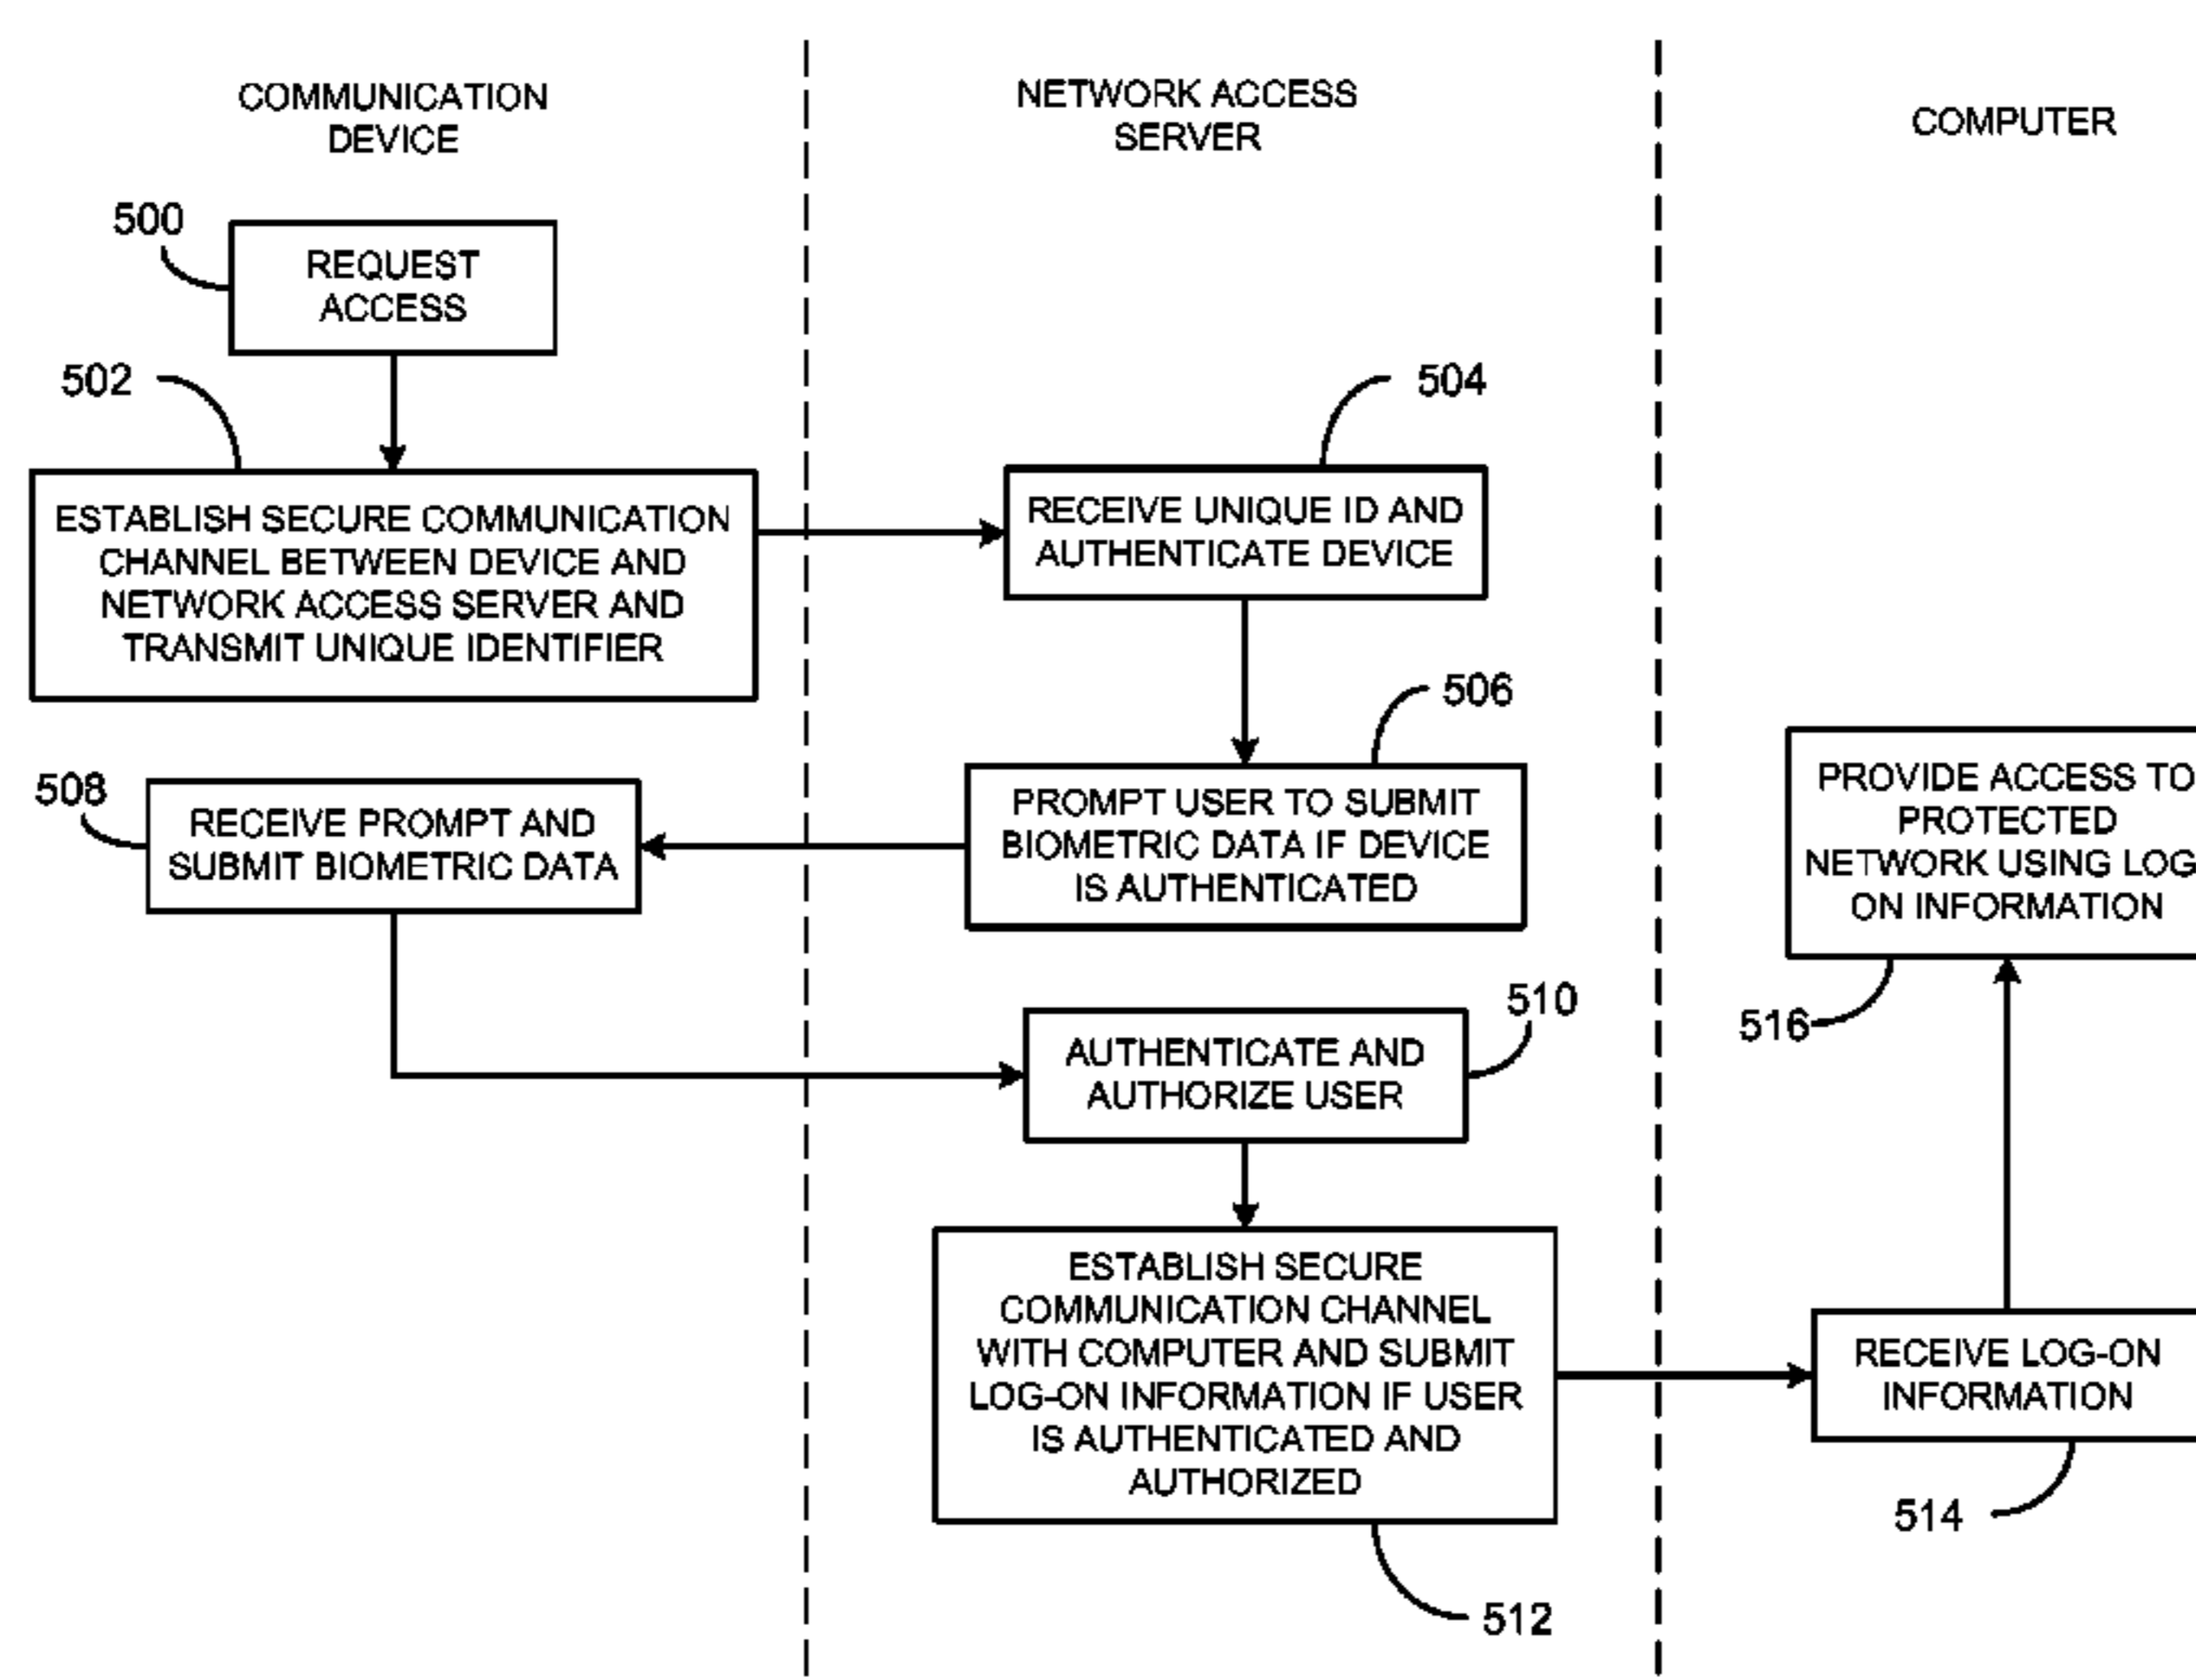 COMMUNICATION
DEVICE
NETWORK ACCESS
SERVER
COMPUTER
500
REQUEST
ACCESS
502
ESTABLISH SECURE COMMUNICATION
CHANNEL BETWEEN DEVICE AND
NETWORK ACCESS SERVER AND
TRANSMIT UNIQUE IDENTIFIER
504
RECEIVE UNIQUE ID AND
AUTHENTICATE DEVICE
506
PROMPT USER TO SUBMIT
BIOMETRIC DATA IF DEVICE
IS AUTHENTICATED
508
RECEIVE PROMPT AND
SUBMIT BIOMETRIC DATA
510
AUTHENTICATE AND
AUTHORIZE USER
ESTABLISH SECURE
COMMUNICATION CHANNEL
WITH COMPUTER AND SUBMIT
LOG-ON INFORMATION IF USER
IS AUTHENTICATED AND
AUTHORIZED
512
RECEIVE LOG-ON
INFORMATION
514
PROVIDE ACCESS TO
PROTECTED
NETWORK USING LOG
ON INFORMATION
516